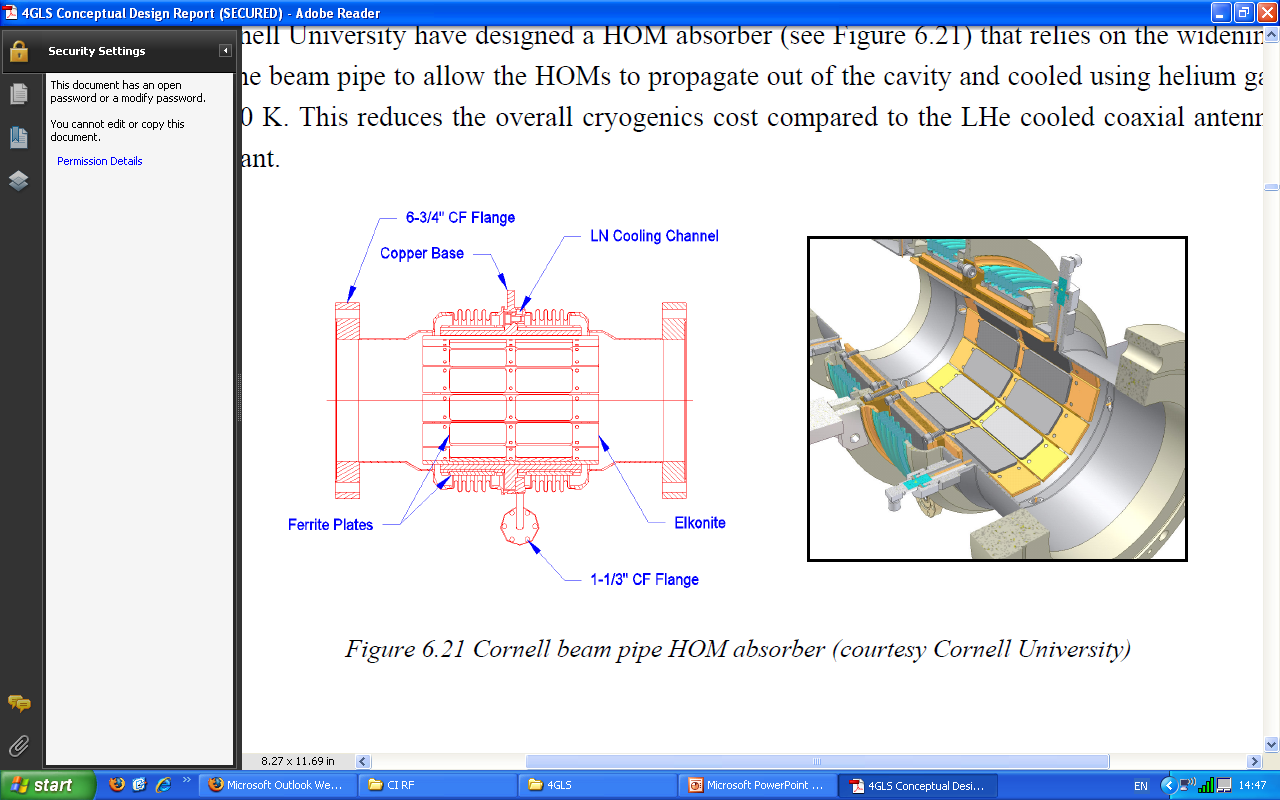 4GLS Conceptual Design Report (SECURED) - Adobe Reader
Security Settings
This document has an open
password or a modify password.
You cannot edit or copy this
document.
Permission Details
nell University have designed a HOM absorber (see Figure 6.21) that relies on the widenin
he beam pipe to allow the HOMs to propagate out of the cavity and cooled using helium ga
0 K. This reduces the overall cryogenics cost compared to the LHe cooled coaxial antenn
ant.
6-3/4" CF Flange
LN Cooling Channel
Copper Base
Ferrite Plates
Elkonite
1-1/3" CF Flange
Figure 6.21 Cornell beam pipe HOM absorber (courtesy Cornell University)
8.27 x 11.69 in
start
Microsoft Outlook We...
CI RF
4GLS
Microsoft PowerPoint ...
4GLS Conceptual Desi...
EN
14:47